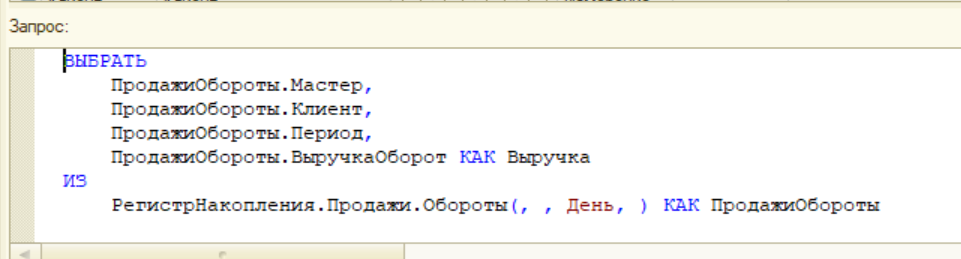 Запрос:
ВЫБРАТЬ
ПродажиОбороты.Мастер,
ПродажиОбороты.Клиент,
ПродажиОбороты.Период,
ПродажиОбороты.ВыручкаОборот КАК Выручка
ИЗ
РегистрНакопления.Продажи.Обороты(, , День, ) КАК ПродажиОбороты